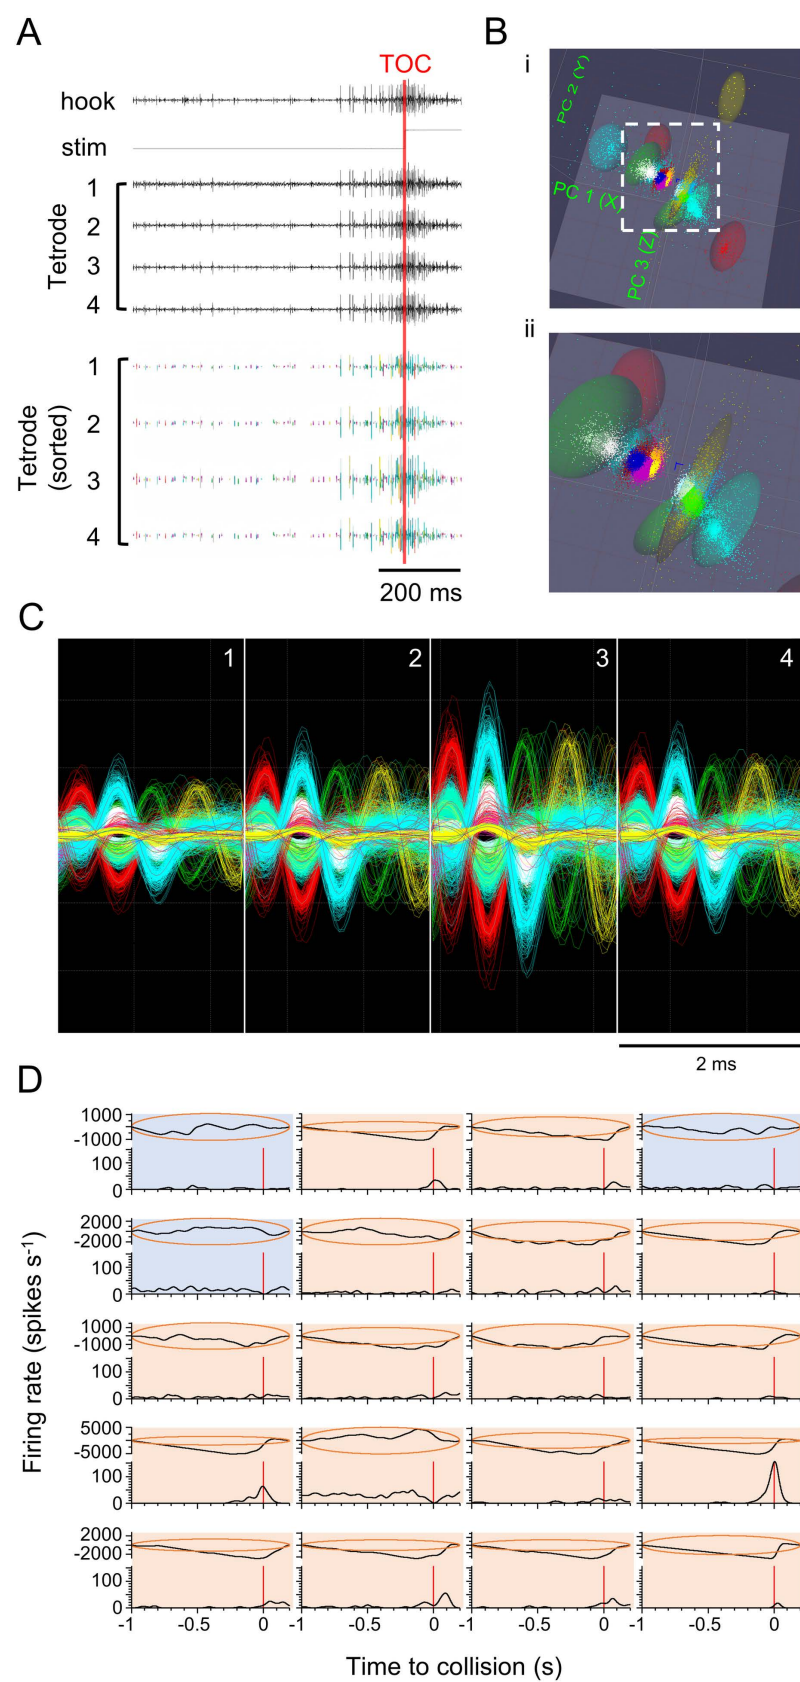 A
TOC
hook
stim
Tetrode
1
2
3
4
Tetrode
(sorted)
1
2
3
4
200 ms
B
i
PC 2 (Y)
PC 1 (X)
PC 3 (Z)
ii
C
1
2
3
4
2 ms
D
1000
-1000
100
0
2000
-2000
100
0
1000
-1000
100
0
5000
-5000
100
0
2000
-2000
100
0
Firing rate (spikes s-1)
-1 -0.5 0 -1 -0.5 0 -1 -0.5 0 -0.5 0
Time to collision (s)